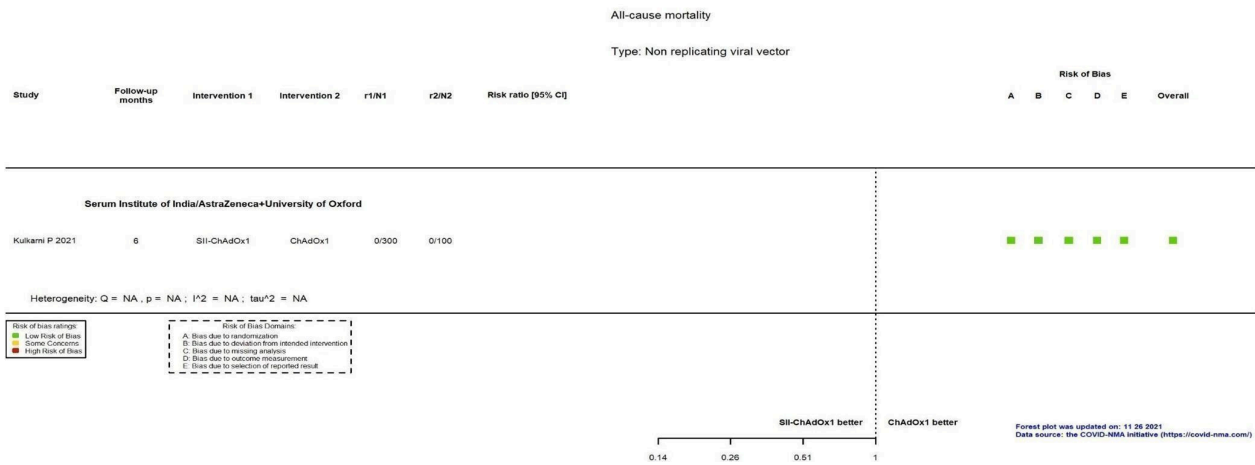 All-cause mortality
Type: Non replicating viral vector
Risk of Bias
Study Follow-up months Intervention 1 Intervention 2 r1/N1 r2/N2 Risk ratio [95% CI] A B C D E Overall
Serum Institute of India/AstraZeneca+University of Oxford
Kulkarni P 2021 6 SII-ChAdOx1 ChAdOx1 0/300 0/100
Heterogeneity: Q = NA , p = NA ; I^2 = NA ; tau^2 = NA
Risk of bias ratings:
Low Risk of Bias
Some Concerns
High Risk of Bias
Risk of Bias Domains:
A: Bias due to randomization
B: Bias due to deviation from intended intervention
C: Bias due to missing analysis
D: Bias due to outcome measurement
E: Bias due to selection of reported result
SII-ChAdOx1 better ChAdOx1 better
Forest plot was updated on: 11 26 2021
Data source: the COVID-NMA initiative (https://covid-nma.com/)
0.14 0.26 0.51 1